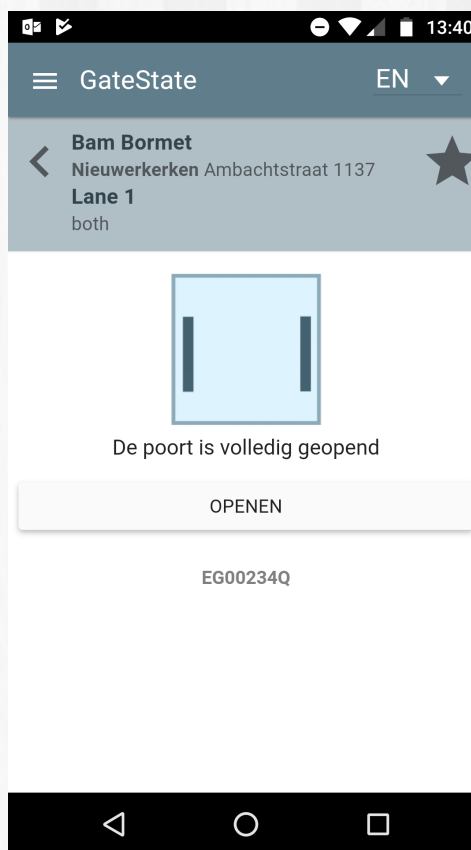 13:40
GateState
EN
Bam Bormet
Nieuwerkerken Ambachtstraat 1137
Lane 1
both
De poort is volledig geopend
OPENEN
EG00234Q